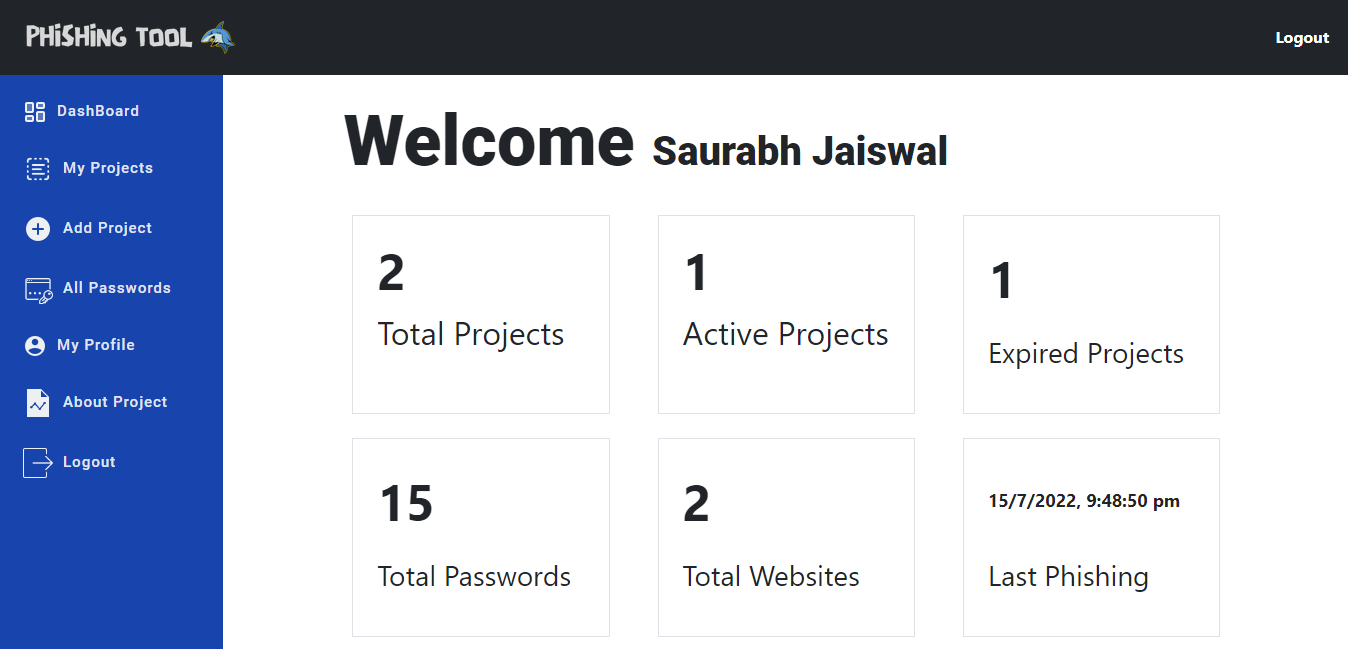 PHiSHiNG TOOL
Logout
DashBoard
My Projects
Add Project
All Passwords
My Profile
About Project
Logout
Welcome Saurabh Jaiswal
2
Total Projects
1
Active Projects
1
Expired Projects
15
Total Passwords
2
Total Websites
15/7/2022, 9:48:50 pm
Last Phishing